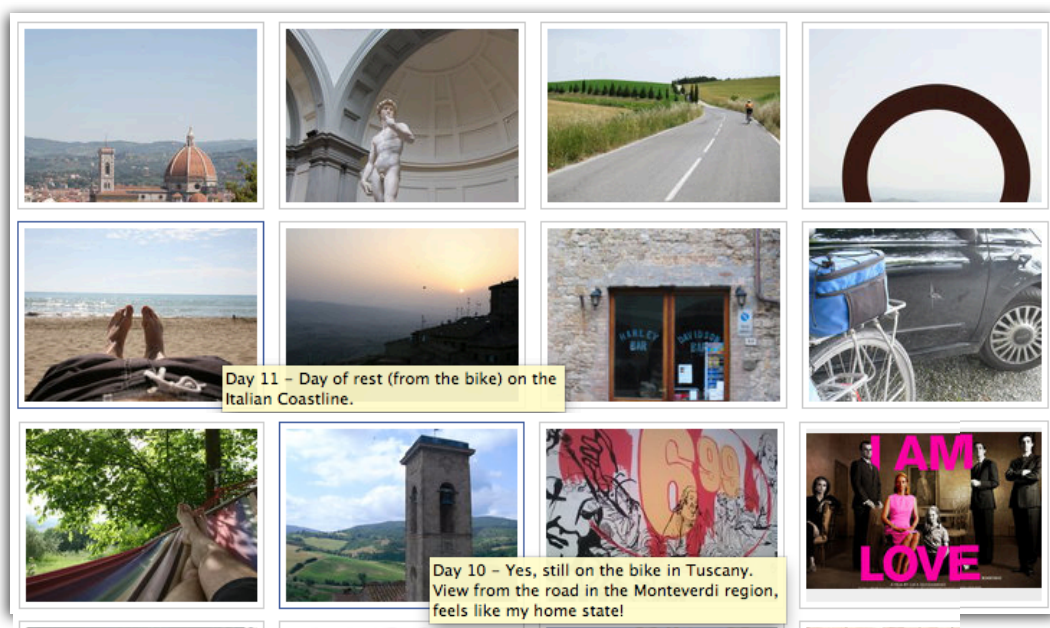 HARLEY DAVIDSON
BAR BAR
Day 11 – Day of rest (from the bike) on the
Italian Coastline.
699
I AM
LOVE
Day 10 – Yes, still on the bike in Tuscany.
View from the road in the Monteverdi region,
feels like my home state!